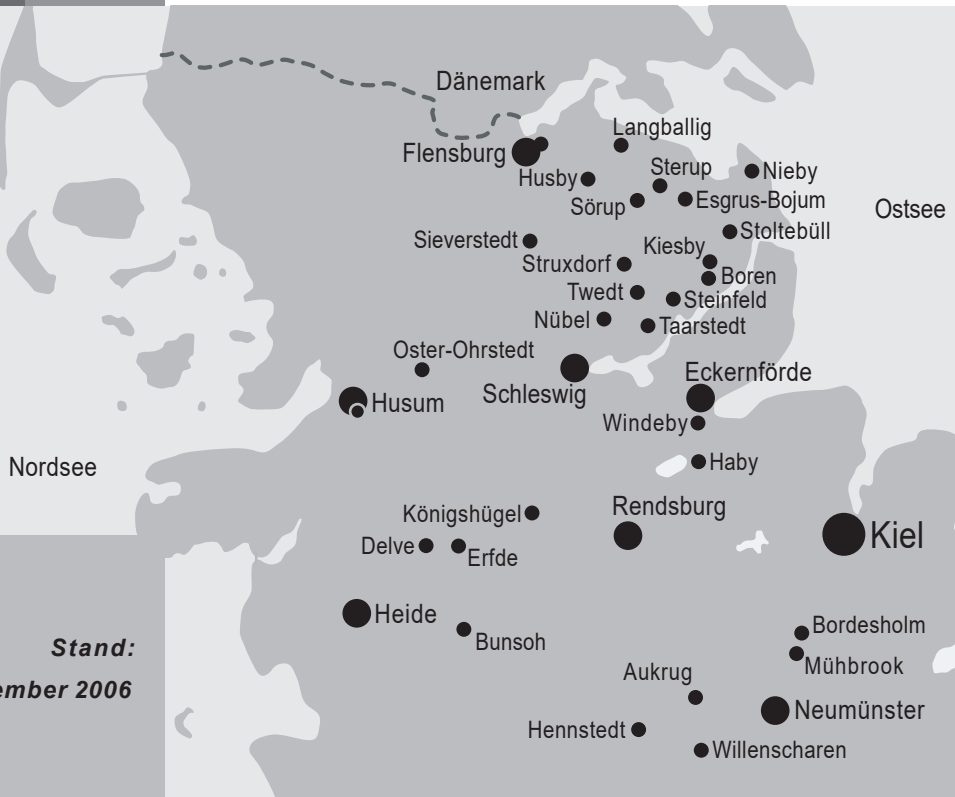 Dänemark
Langballig
Flensburg
Sterup
Nieby
Husby
Esgrus-Bojum
Sörup
Ostsee
Stoltebüll
Sieverstedt
Kiesby
Struxdorf
Boren
Twedt
Steinfeld
Nübel
Taarstedt
Oster-Ohrstedt
Eckernförde
Schleswig
Husum
Windeby
Haby
Nordsee
Rendsburg
Königshügel
Kiel
Delve
Erfde
Heide
Bordesholm
Bunsoh
Stand:
Mühbrook
Aukrug
ember 2006
Neumünster
Hennstedt
Willenscharen